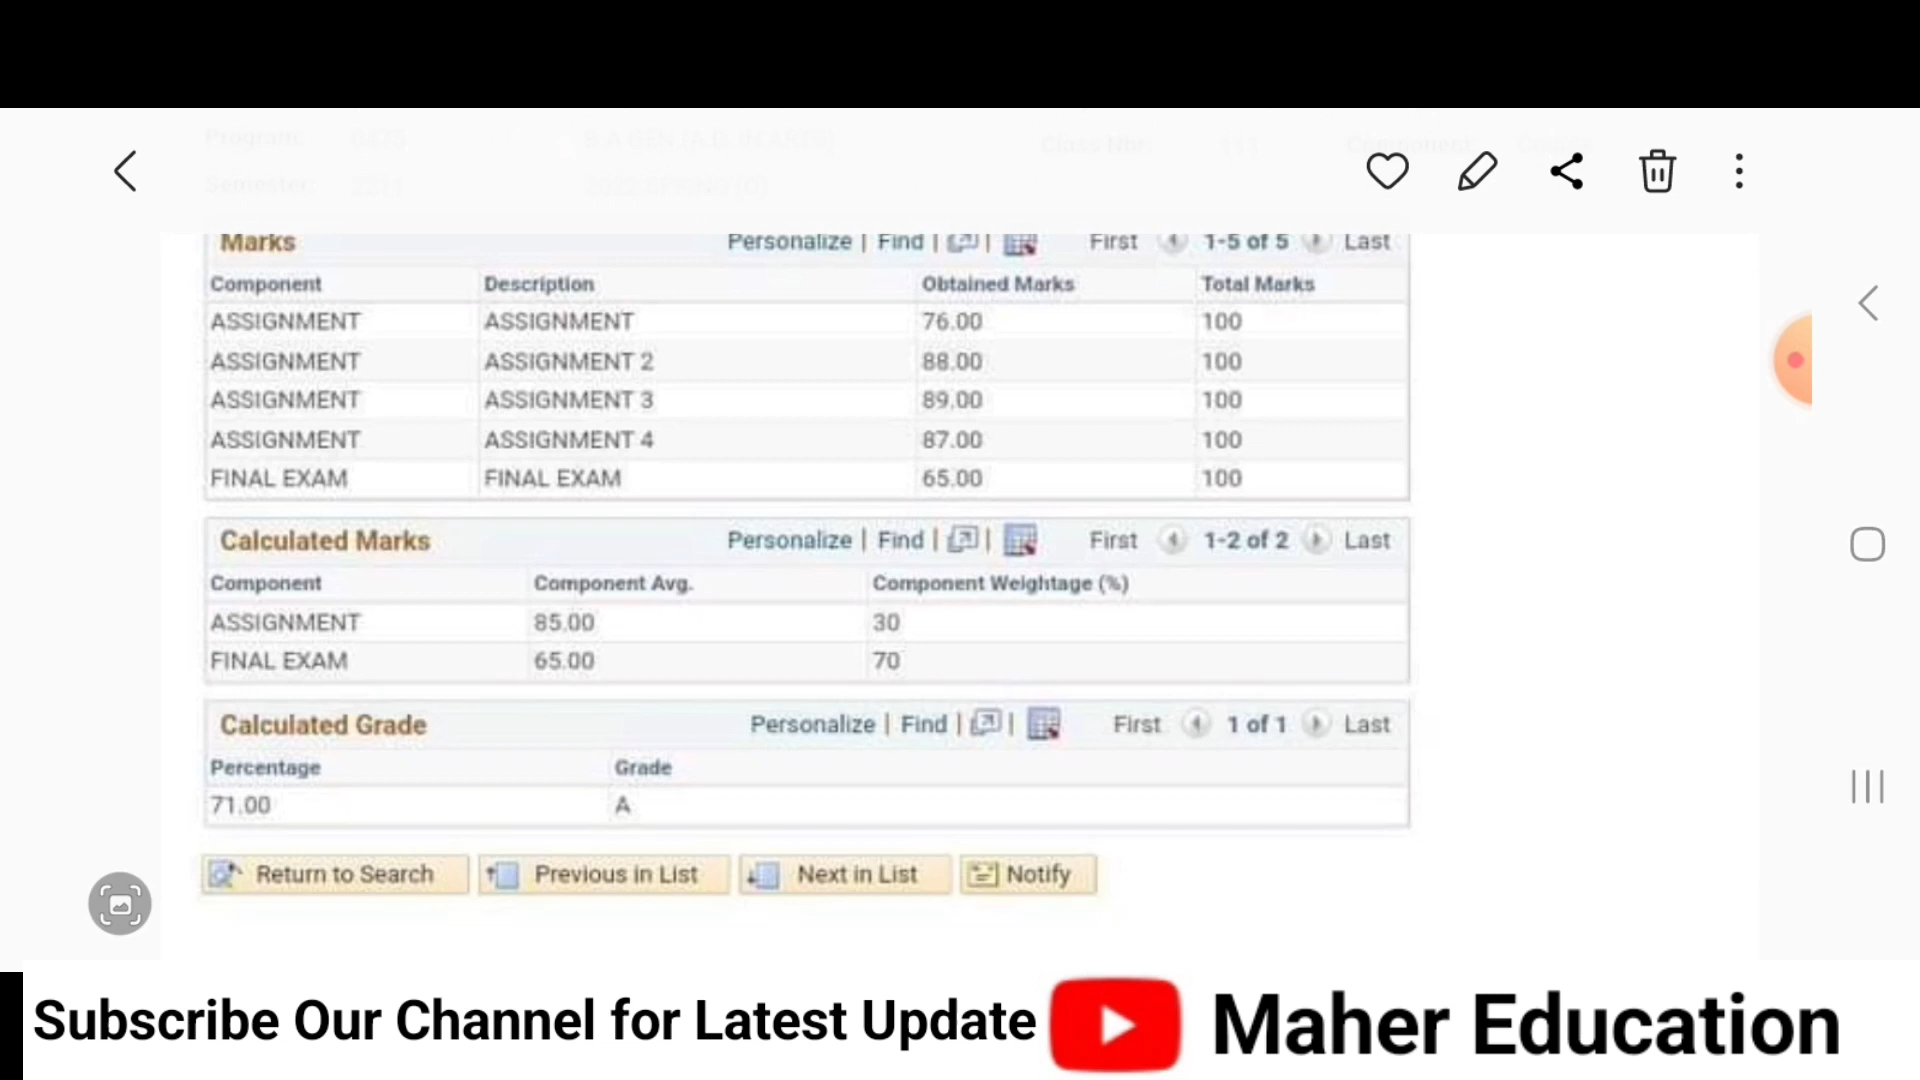 Program:
Semester:
Marks Personalize | Find | | First 1-5 of 5 Last
Component Description Obtained Marks Total Marks
ASSIGNMENT ASSIGNMENT 76.00 100
ASSIGNMENT ASSIGNMENT 2 88.00 100
ASSIGNMENT ASSIGNMENT 3 89.00 100
ASSIGNMENT ASSIGNMENT 4 87.00 100
FINAL EXAM FINAL EXAM 65.00 100
Calculated Marks Personalize | Find | | First 1-2 of 2 Last
Component Component Avg. Component Weightage (%)
ASSIGNMENT 85.00 30
FINAL EXAM 65.00 70
Calculated Grade Personalize | Find | | First 1 of 1 Last
Percentage Grade
71.00 A
Return to Search Previous in List Next in List Notify
Subscribe Our Channel for Latest Update Maher Education